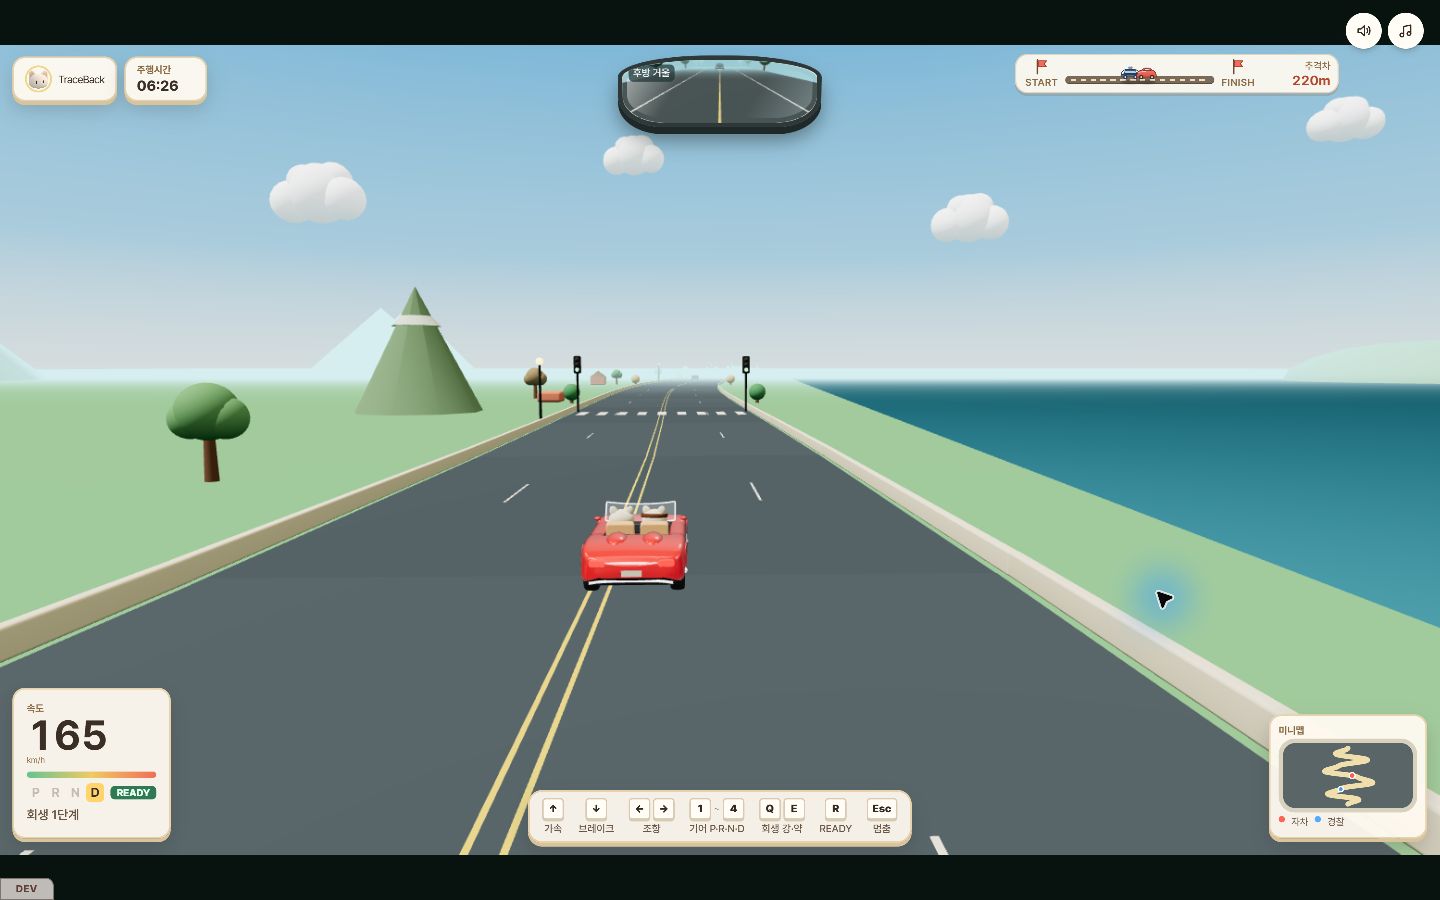 TraceBack
주행시간
06:26
후방 거울
START
FINISH
추격차
220m
속도
165
km/h
P R N D READY
회생 1단계
↑
가속
↓
브레이크
← →
조향
1 ~ 4
기어 P·R·N·D
Q E
회생 강·약
R
READY
Esc
멈춤
미니맵
자차 경찰
DEV